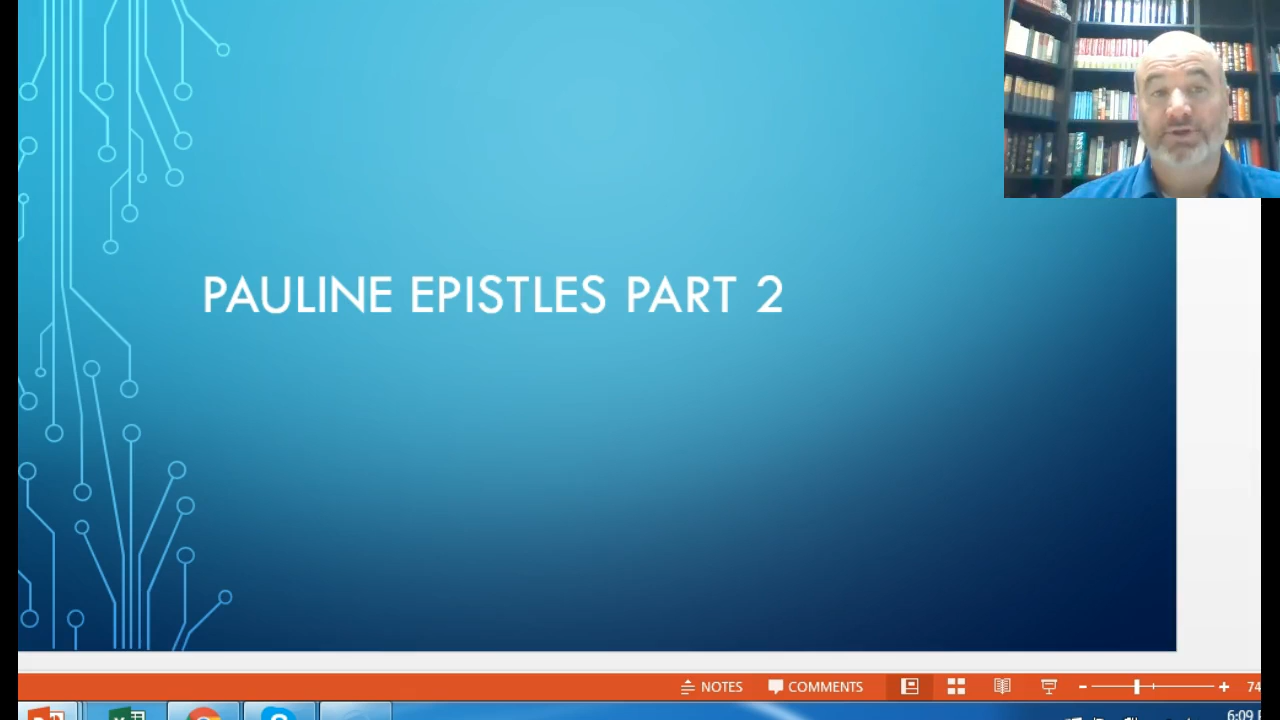 PAULINE EPISTLES PART 2
NOTES
COMMENTS
74
6:09